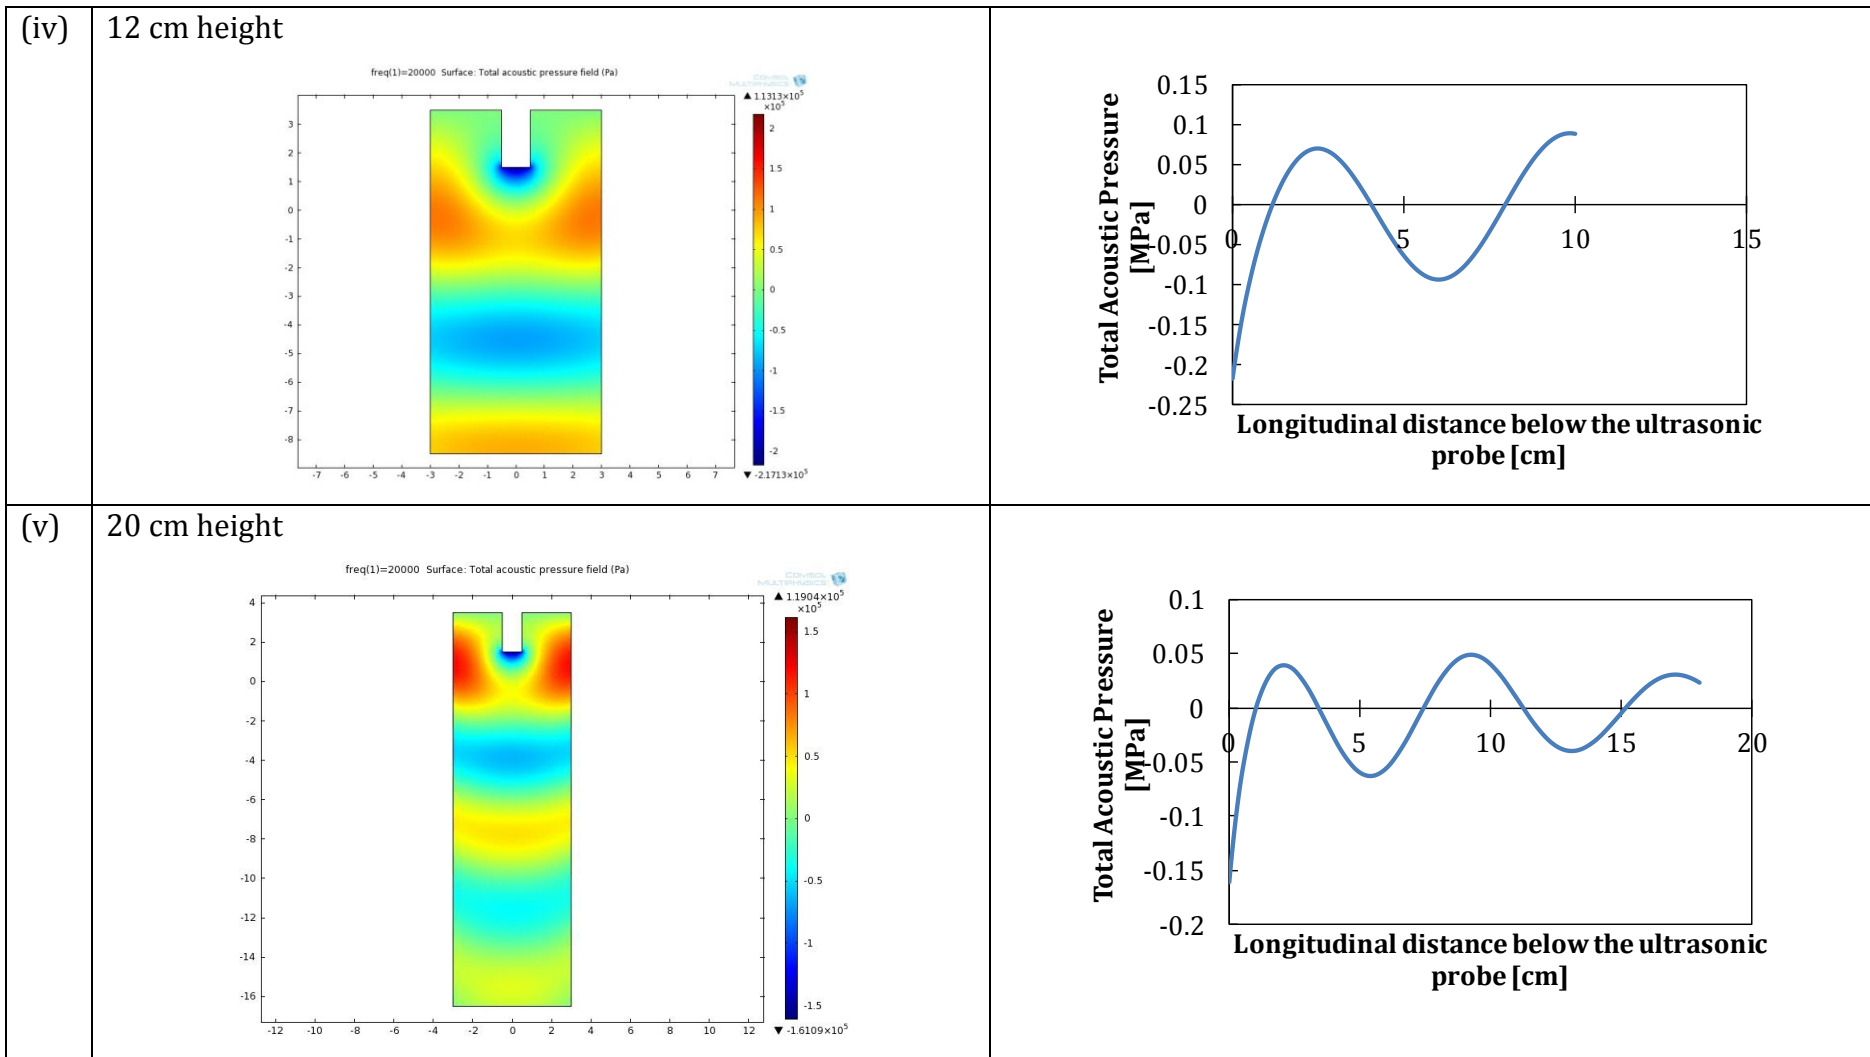 (iv)
12 cm height
freq(1)=20000 Surface: Total acoustic pressure field (Pa)
COMSOL
MULTIPHYSICS
▲ 1.1313×10⁵
×10⁵
3
2
1
0
-1
-2
-3
-4
-5
-6
-7
-8
-7 -6 -5 -4 -3 -2 -1 0 1 2 3 4 5 6 7
2
1.5
1
0.5
0
-0.5
-1
-1.5
-2
▼ -2.1713×10⁵
Total Acoustic Pressure
[MPa]
0.15
0.1
0.05
0
-0.05
-0.1
-0.15
-0.2
-0.25
0 5 10 15
Longitudinal distance below the ultrasonic
probe [cm]
(v)
20 cm height
freq(1)=20000 Surface: Total acoustic pressure field (Pa)
COMSOL
MULTIPHYSICS
▲ 1.1904×10⁵
×10⁵
4
2
0
-2
-4
-6
-8
-10
-12
-14
-16
-12 -10 -8 -6 -4 -2 0 2 4 6 8 10 12
1.5
1
0.5
0
-0.5
-1
-1.5
▼ -1.6109×10⁵
Total Acoustic Pressure
[MPa]
0.1
0.05
0
-0.05
-0.1
-0.15
-0.2
0 5 10 15 20
Longitudinal distance below the ultrasonic
probe [cm]